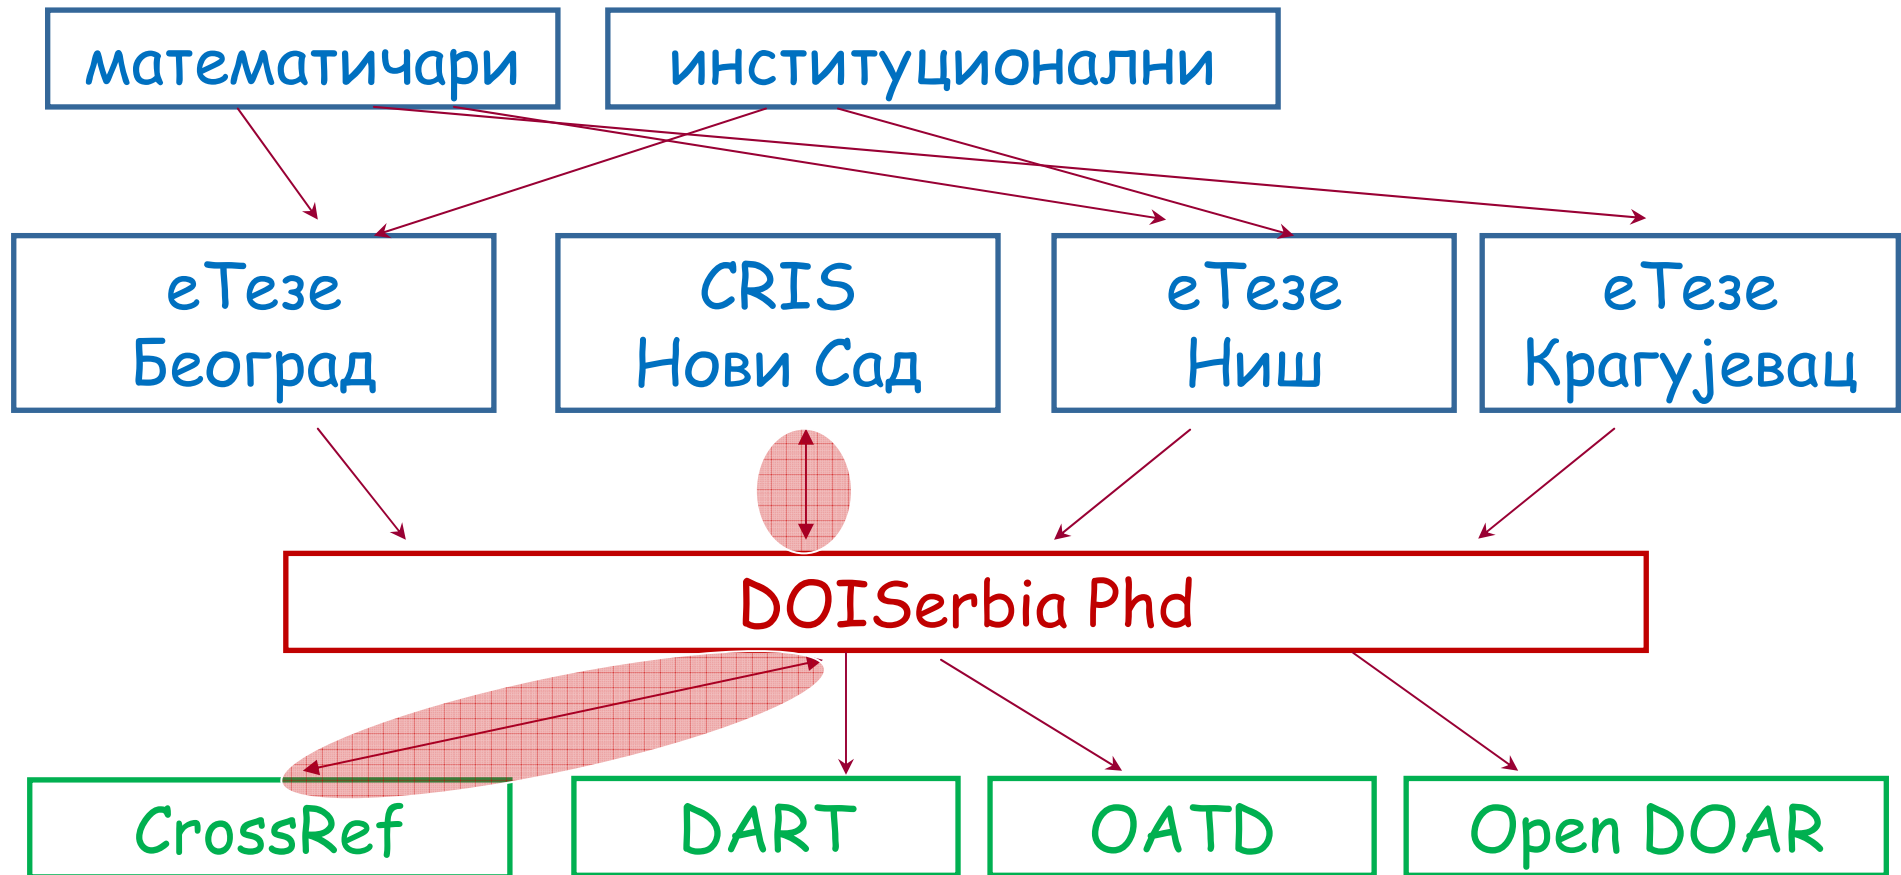 математичари
институционални
еТезе
Београд
CRIS
Нови Сад
еТезе
Ниш
еТезе
Крагујевац
DOISerbia Phd
CrossRef
DART
OATD
Open DOAR